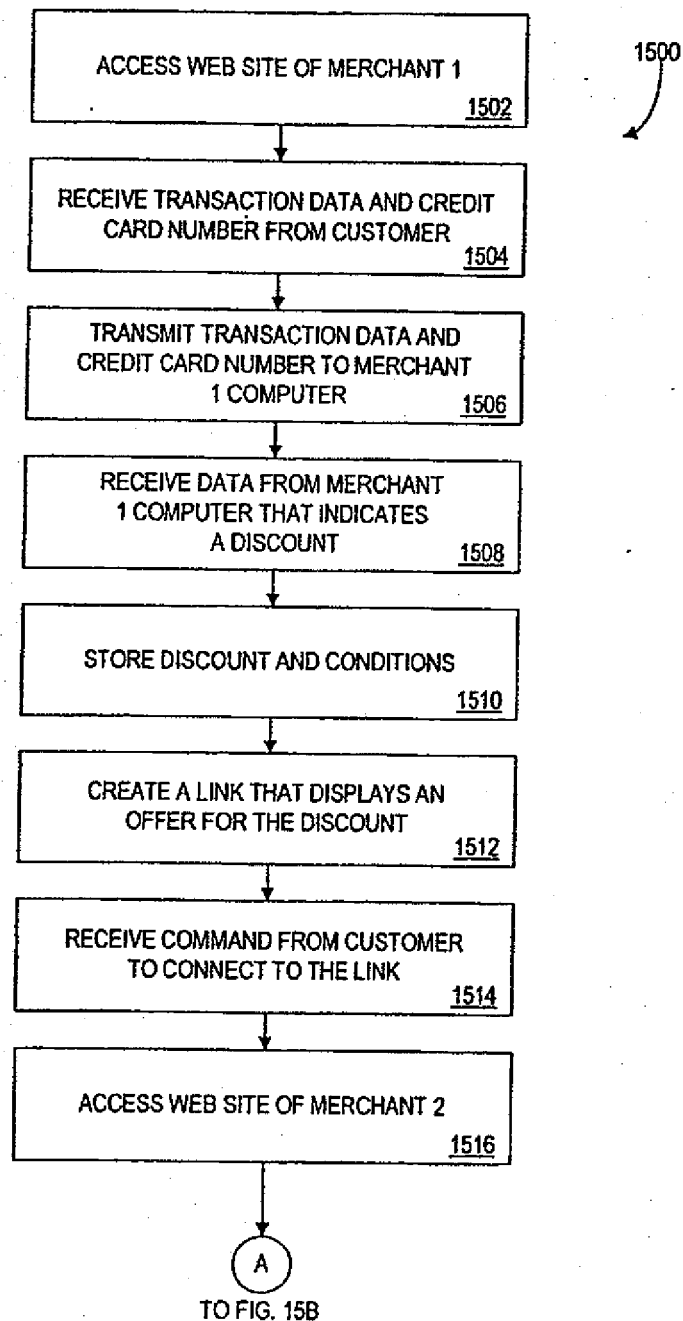 1500
ACCESS WEB SITE OF MERCHANT 1
1502
RECEIVE TRANSACTION DATA AND CREDIT
CARD NUMBER FROM CUSTOMER
1504
TRANSMIT TRANSACTION DATA AND
CREDIT CARD NUMBER TO MERCHANT
1 COMPUTER
1506
RECEIVE DATA FROM MERCHANT
1 COMPUTER THAT INDICATES
A DISCOUNT
1508
STORE DISCOUNT AND CONDITIONS
1510
CREATE A LINK THAT DISPLAYS AN
OFFER FOR THE DISCOUNT
1512
RECEIVE COMMAND FROM CUSTOMER
TO CONNECT TO THE LINK
1514
ACCESS WEB SITE OF MERCHANT 2
1516
A
TO FIG. 15B